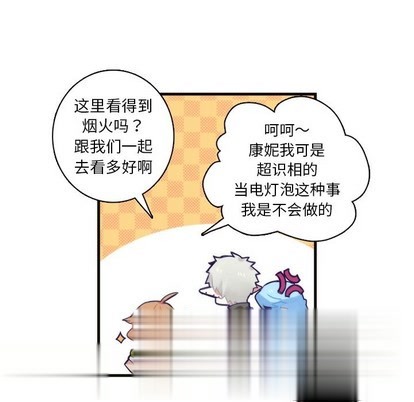 这里看得到
烟火吗？
跟我们一起
去看多好啊
呵呵～
康妮我可是
超识相的
当电灯泡这种事
我是不会做的